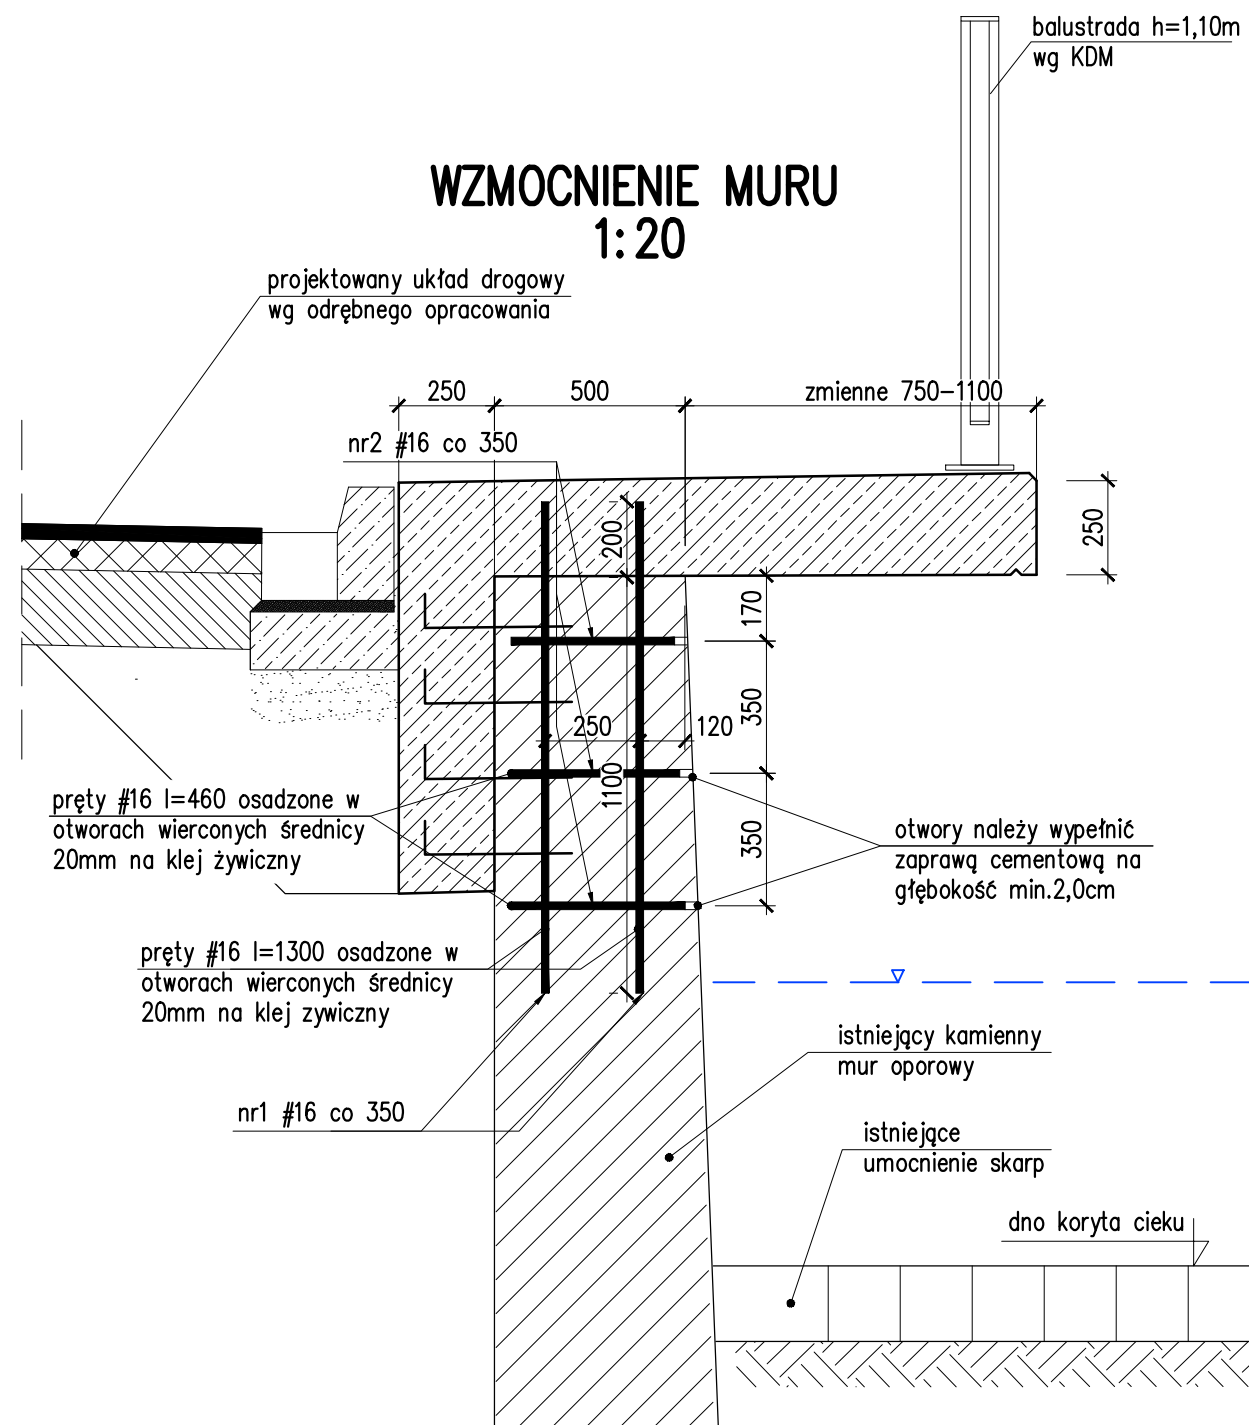 balustrada h=1,10m
wg KDM
WZMOCNIENIE MURU
1:20
projektowany układ drogowy
wg odrębnego opracowania
250
500
zmienne 750-1100
nr2 #16 co 350
250
200
170
350
250
120
1100
350
pręty #16 l=460 osadzone w
otworach wierconych średnicy
20mm na klej żywiczny
otwory należy wypełnić
zaprawą cementową na
głębokość min.2,0cm
pręty #16 l=1300 osadzone w
otworach wierconych średnicy
20mm na klej zywiczny
istniejący kamienny
mur oporowy
nr1 #16 co 350
istniejące
umocnienie skarp
dno koryta cieku